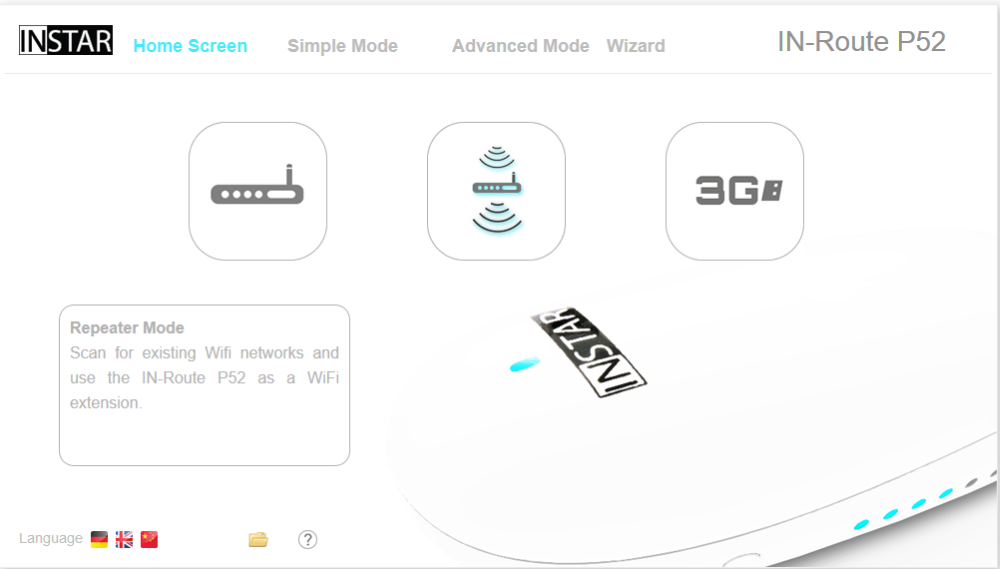 INSTAR
Home Screen
Simple Mode
Advanced Mode
Wizard
IN-Route P52
3G
Repeater Mode
Scan for existing Wifi networks and
use the IN-Route P52 as a WiFi
extension.
INSTAR
Language
?